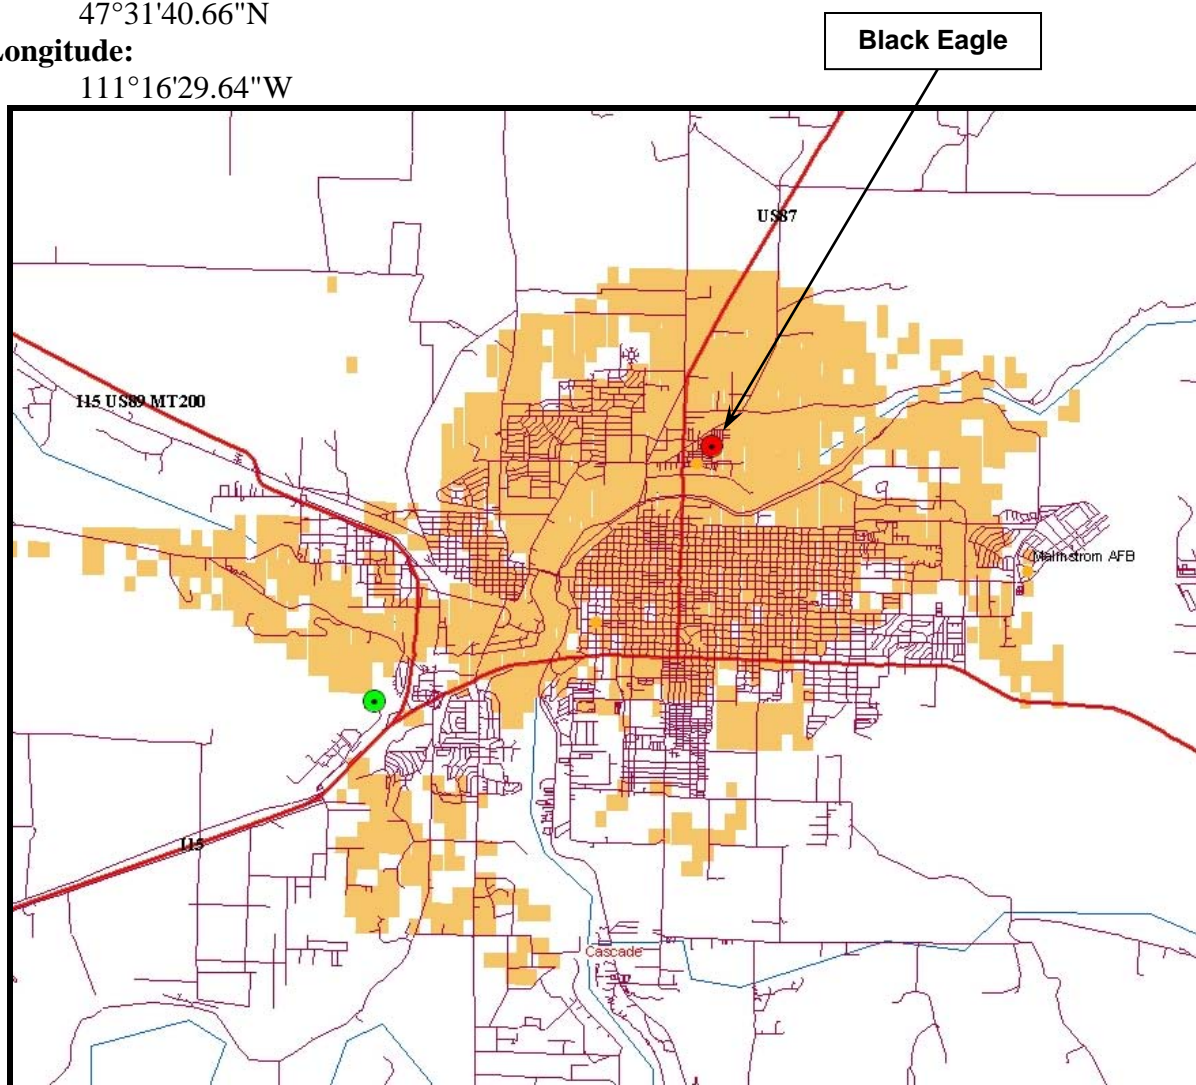 47°31'40.66"N
Longitude:
111°16'29.64"W
Black Eagle
US87
I15 US89 MT200
Malmstrom AFB
I15
Cascade